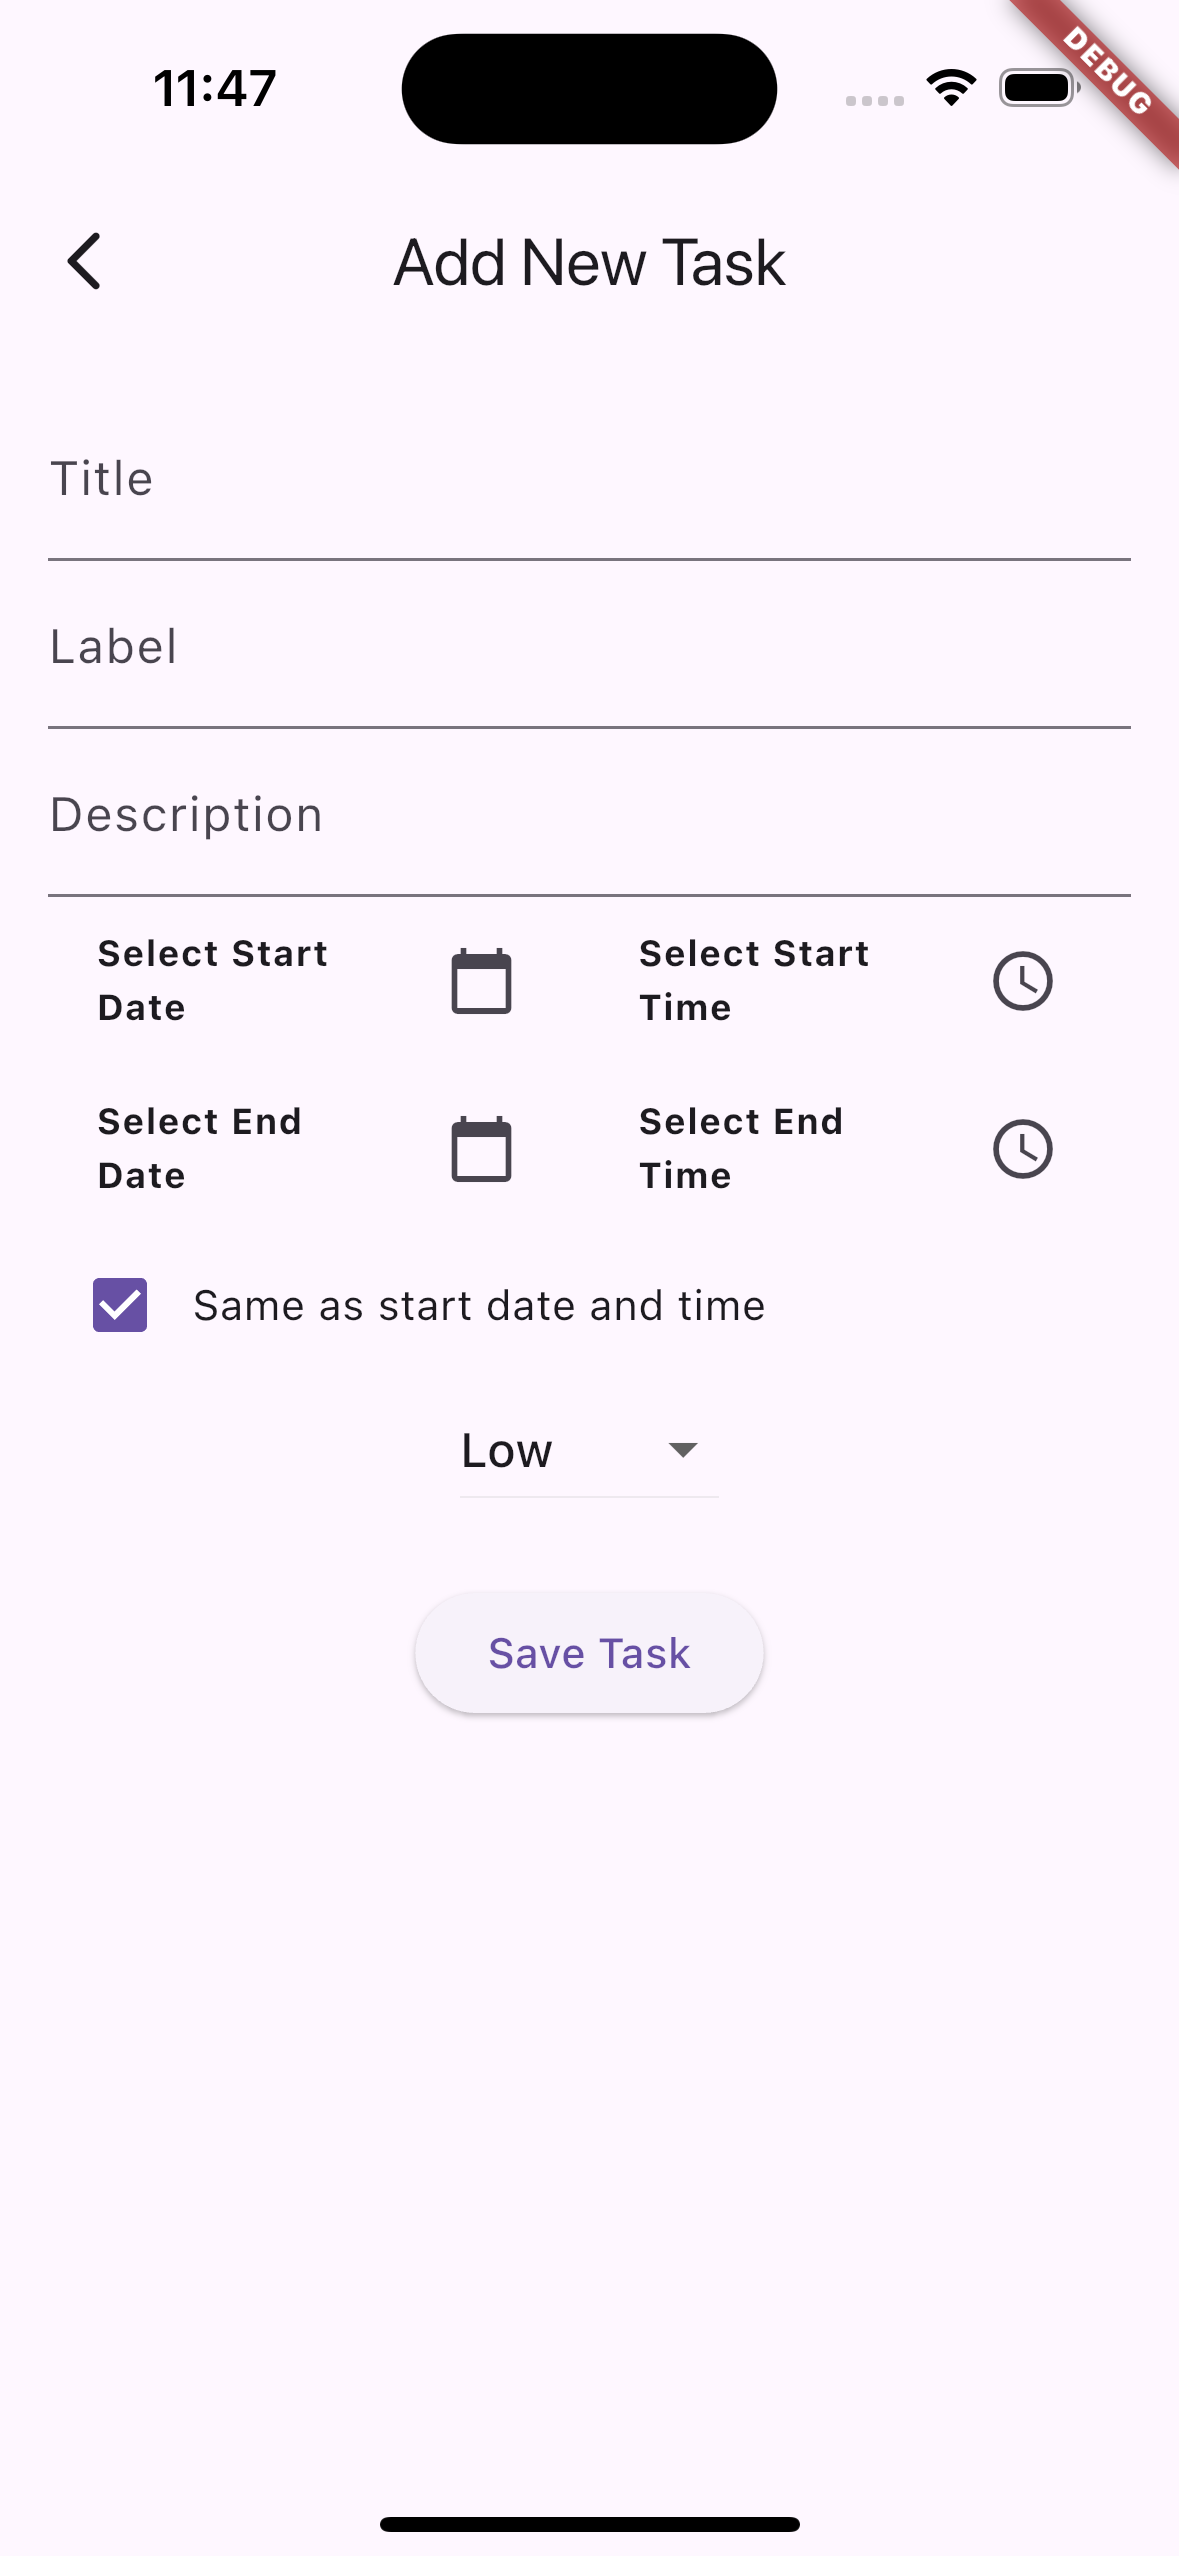 11:47
DEBUG
Add New Task
Title
Label
Description
Select Start
Date
Select Start
Time
Select End
Date
Select End
Time
Same as start date and time
Low
Save Task